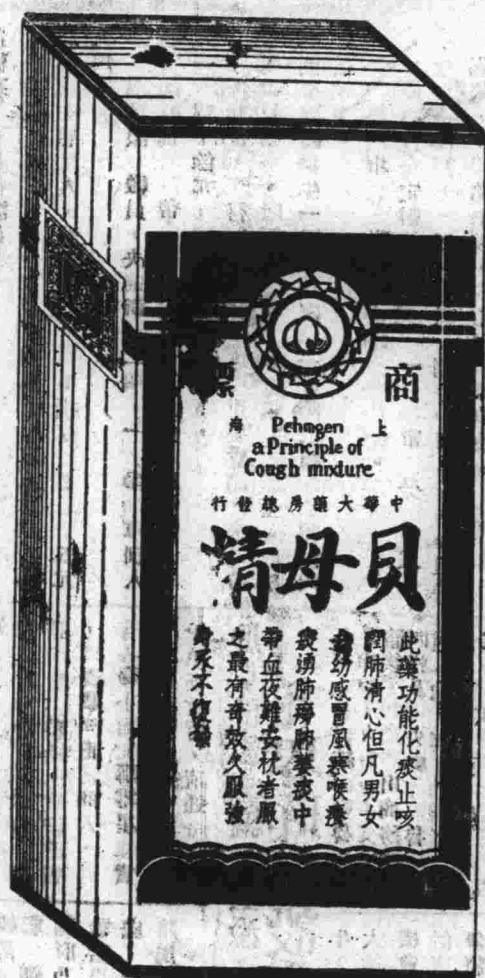 商標
上海
Pehmgen
a Principle of
Cough mixture
中華大藥房總發行
貝母精
此藥功能化痰止咳
潤肺清心但凡男女
老幼感冒風寒喉癢
痰湧肺癆肺萎痰中
帶血夜難安枕者服
之最有奇效久服強
身永不復發